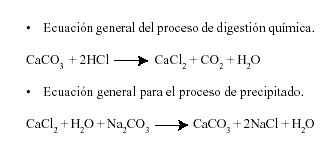 • Ecuación general del proceso de digestión química.
CaCO₃ + 2HCl ⟶ CaCl₂ + CO₂ + H₂O
• Ecuación general para el proceso de precipitado.
CaCl₂ + H₂O + Na₂CO₃ ⟶ CaCO₃ + 2NaCl + H₂O